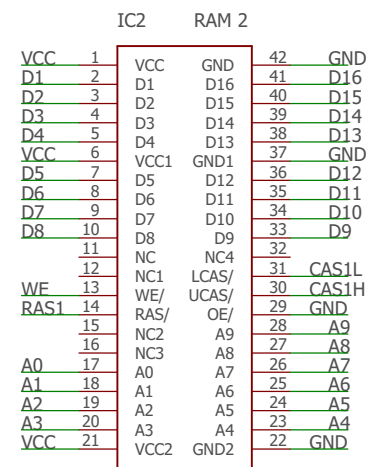 IC2 RAM 2
VCC 1 VCC GND 42 GND
D1 2 D1 D16 41 D16
D2 3 D2 D15 40 D15
D3 4 D3 D14 39 D14
D4 5 D4 D13 38 D13
VCC 6 VCC1 GND1 37 GND
D5 7 D5 D12 36 D12
D6 8 D6 D11 35 D11
D7 9 D7 D10 34 D10
D8 10 D8 D9 33 D9
11 NC NC4 32
12 NC1 LCAS/ 31 CAS1L
WE 13 WE/ UCAS/ 30 CAS1H
RAS1 14 RAS/ OE/ 29 GND
15 NC2 A9 28 A9
16 NC3 A8 27 A8
A0 17 A0 A7 26 A7
A1 18 A1 A6 25 A6
A2 19 A2 A5 24 A5
A3 20 A3 A4 23 A4
VCC 21 VCC2 GND2 22 GND